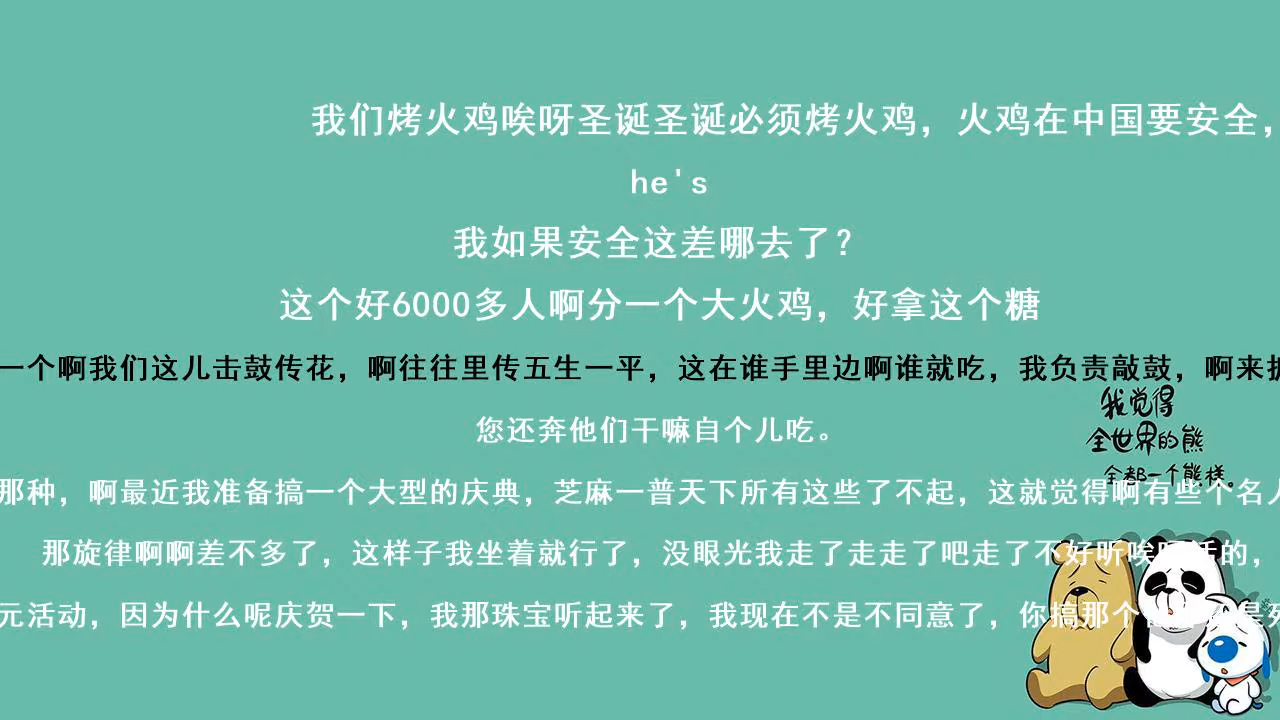 我们烤火鸡唉呀圣诞圣诞必须烤火鸡，火鸡在中国要安全，
he's
我如果安全这差哪去了？
这个好6000多人啊分一个大火鸡，好拿这个糖
一个啊我们这儿击鼓传花，啊往往里传五生一平，这在谁手里边啊谁就吃，我负责敲鼓，啊来
我觉得
全世界的熊
全都一个熊样。
您还奔他们干嘛自个儿吃。
那种，啊最近我准备搞一个大型的庆典，芝麻一普天下所有这些了不起，这就觉得啊有些个名人
那旋律啊啊差不多了，这样子我坐着就行了，没眼光我走了走走了吧走了不好听唉 的，
元活动，因为什么呢庆贺一下，我那珠宝听起来了，我现在不是不同意了，你搞那个 是